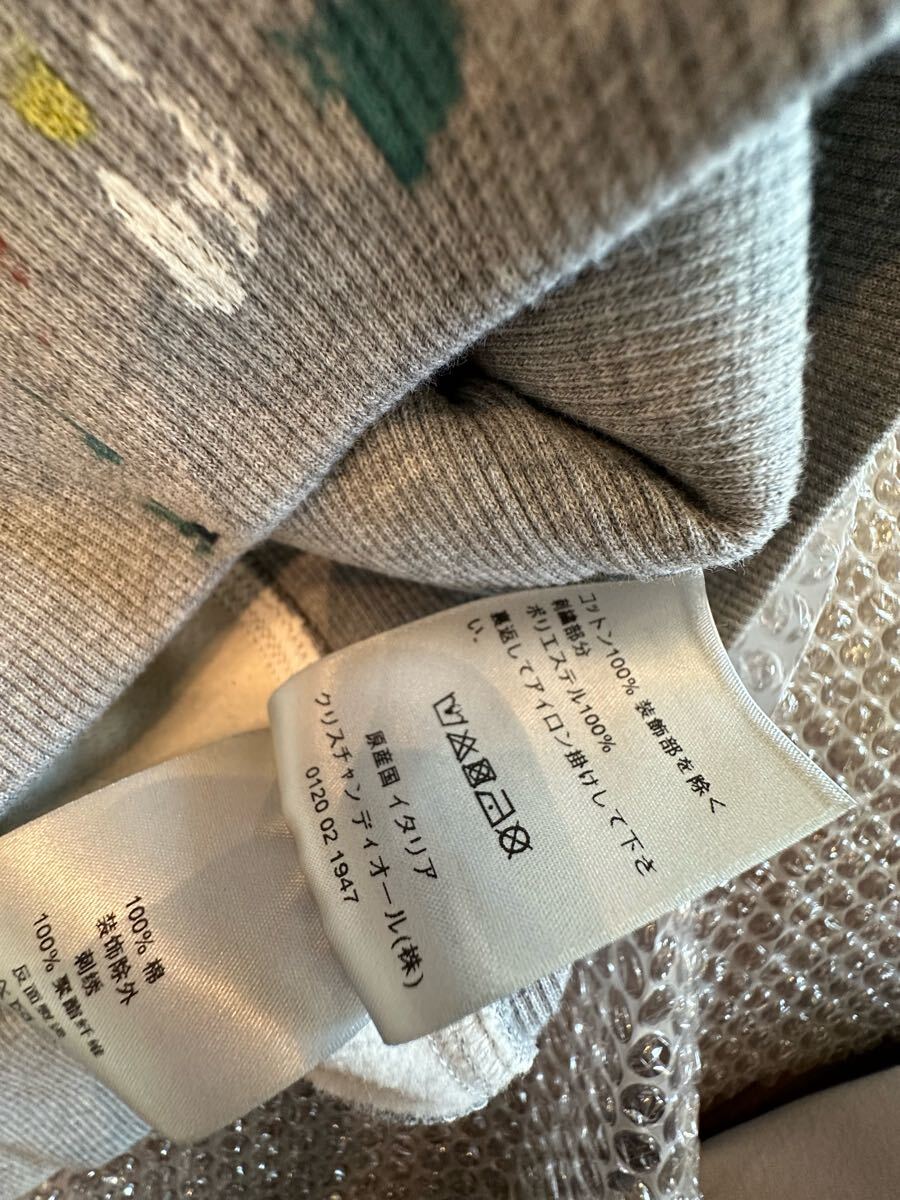 コットン100% 装飾部を除く
刺繍部分
ポリエステル100%
裏返してアイロン掛けして下さ
い.
原産国 イタリア
クリスチャン ディオール(株)
0120 02 1947
100% 棉
装饰除外
刺绣
100% 聚酯纤维